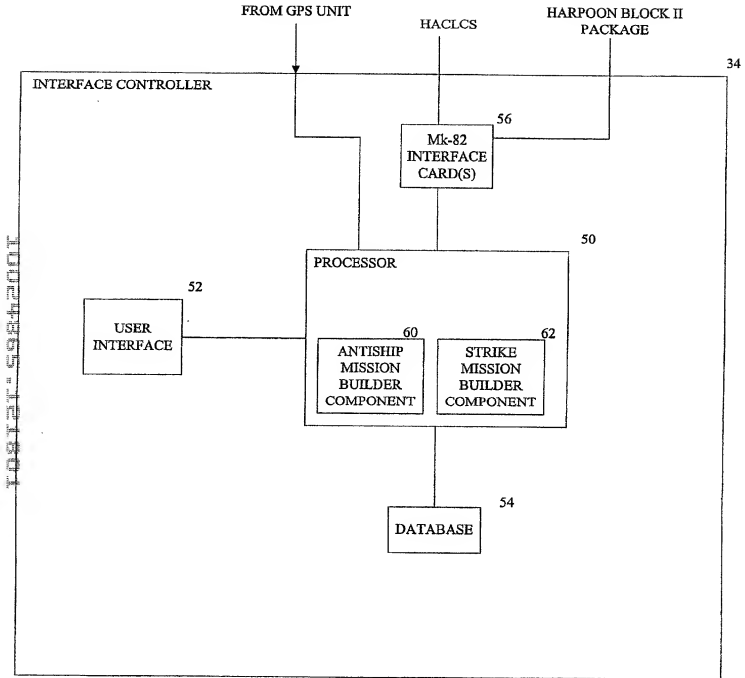 FROM GPS UNIT
HACLCS
HARPOON BLOCK II
PACKAGE
34
INTERFACE CONTROLLER
56
Mk-82
INTERFACE
CARD(S)
50
PROCESSOR
52
USER
INTERFACE
60
ANTISHIP
MISSION
BUILDER
COMPONENT
62
STRIKE
MISSION
BUILDER
COMPONENT
54
DATABASE